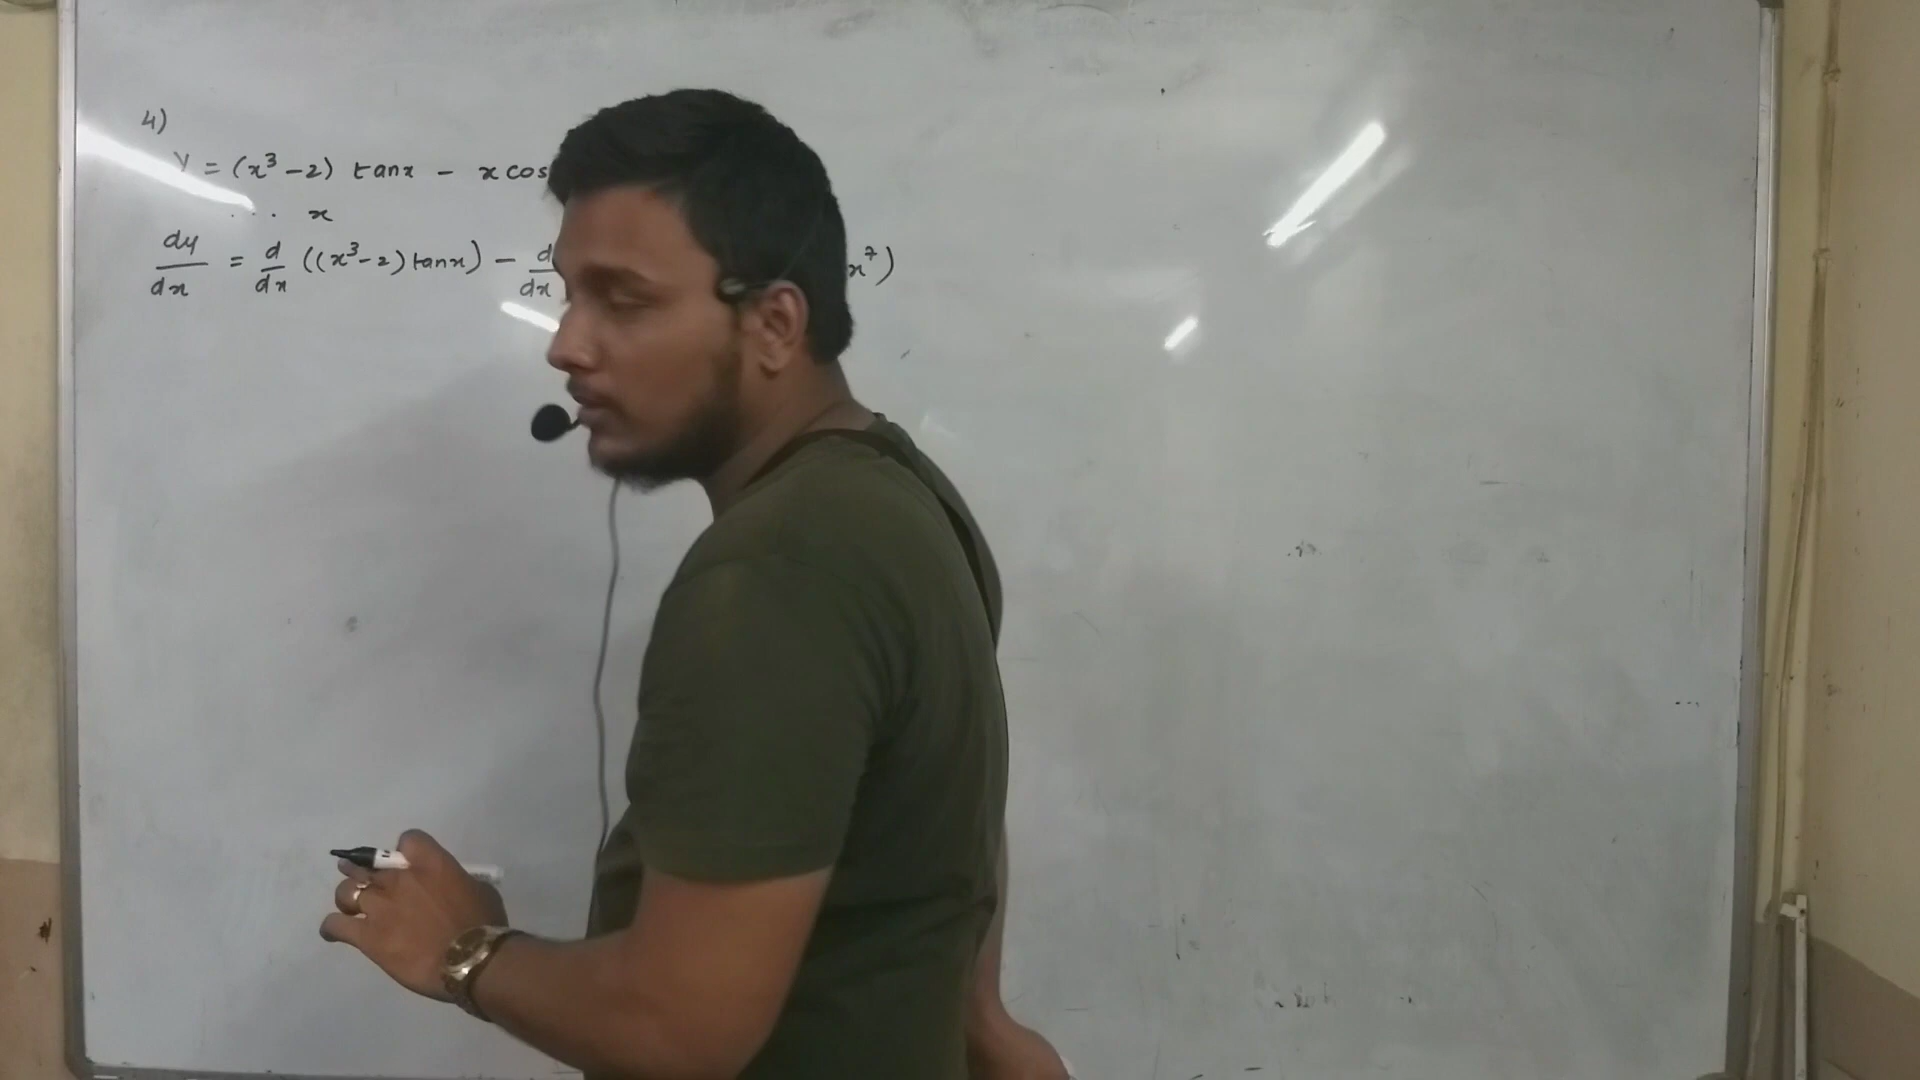 4)
y = (x³ - 2) tanx - x cos
w.r.t. x
dy/dx = d/dx ((x³-2) tanx) - d/dx x⁷)